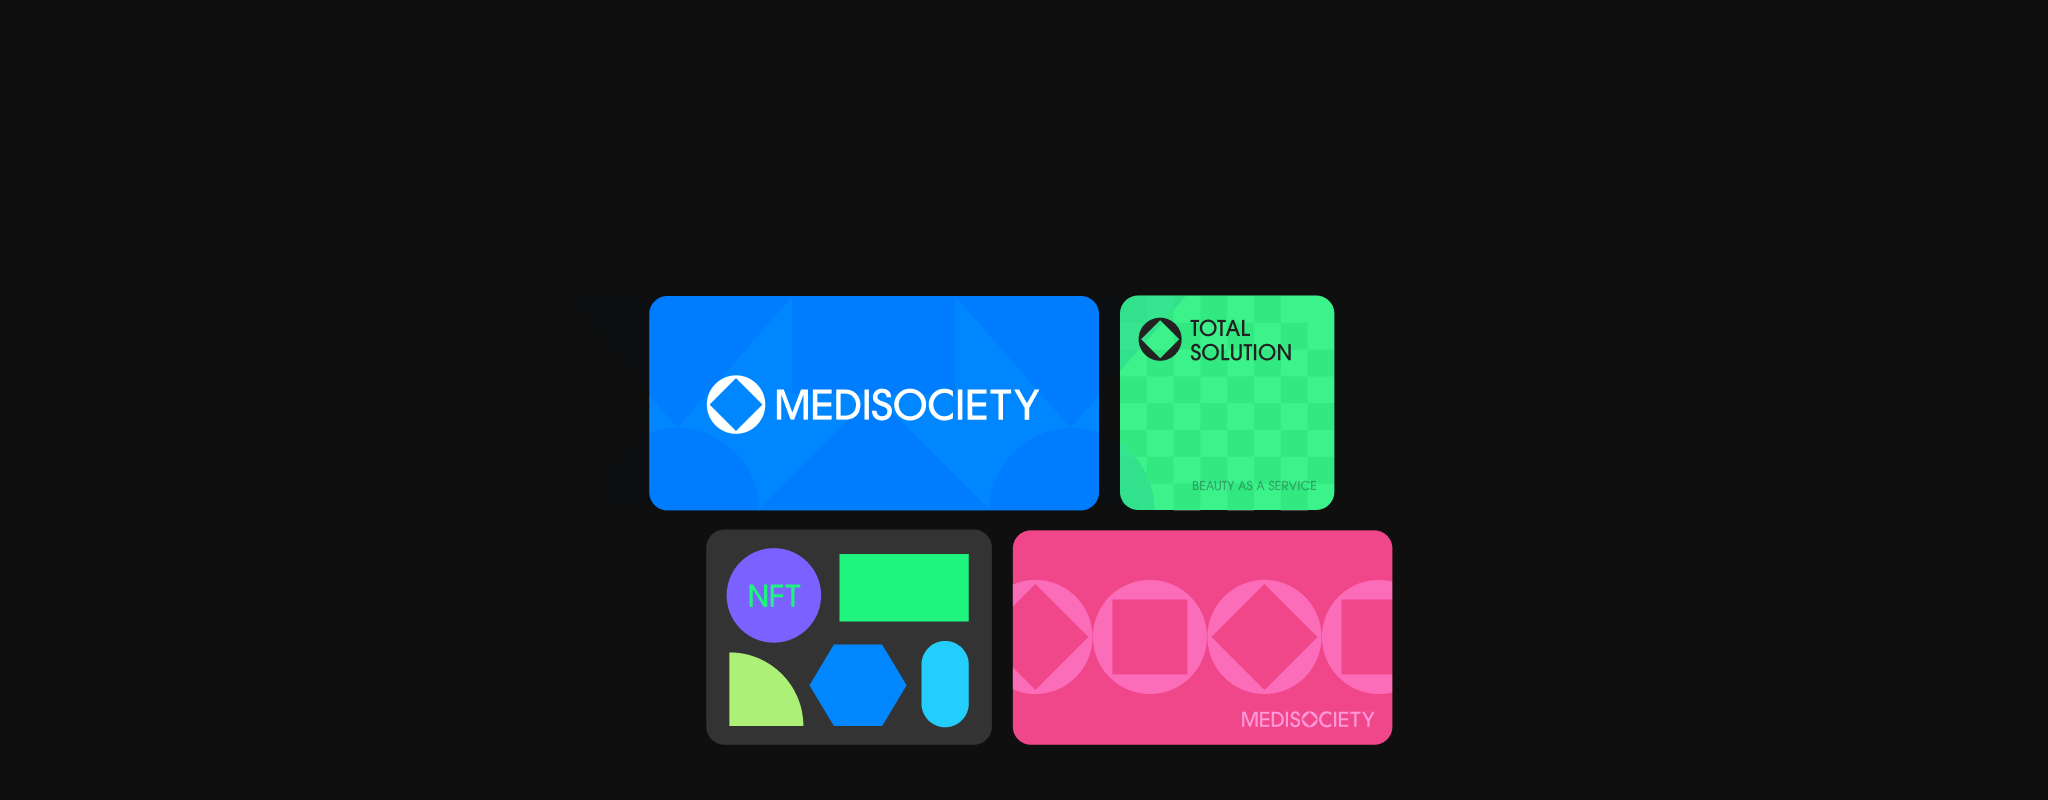 MEDISOCIETY
TOTAL
SOLUTION
BEAUTY AS A SERVICE
NFT
MEDISOCIETY